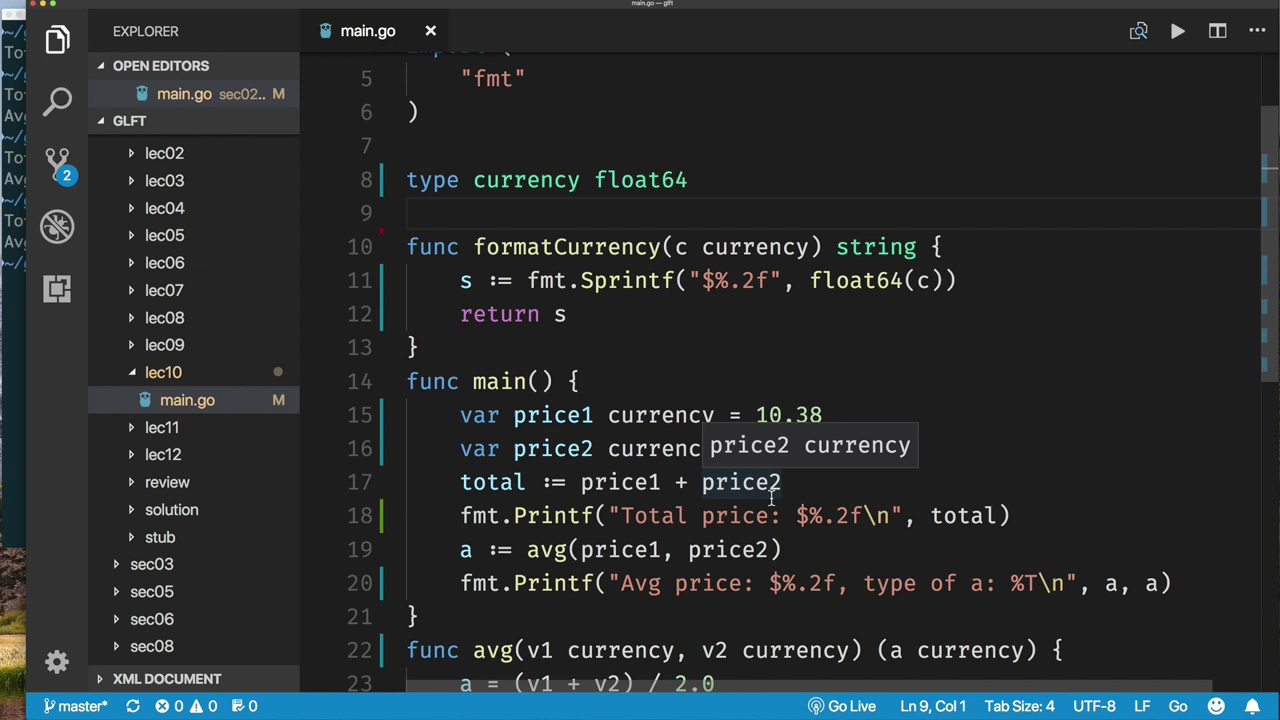 main.go — glft
EXPLORER
main.go
OPEN EDITORS
main.go sec02.. M
GLFT
lec02
lec03
lec04
lec05
lec06
lec07
lec08
lec09
lec10
main.go M
lec11
lec12
review
solution
stub
sec03
sec05
sec06
sec08
XML DOCUMENT
2
5 "fmt"
6 )
7
8 type currency float64
9
10 func formatCurrency(c currency) string {
11 s := fmt.Sprintf("$%.2f", float64(c))
12 return s
13 }
14 func main() {
15 var price1 currency = 10.38
16 var price2 currenc
price2 currency
17 total := price1 + price2
18 fmt.Printf("Total price: $%.2f\n", total)
19 a := avg(price1, price2)
20 fmt.Printf("Avg price: $%.2f, type of a: %T\n", a, a)
21 }
22 func avg(v1 currency, v2 currency) (a currency) {
23 a = (v1 + v2) / 2.0
master* 0 0 0 Go Live Ln 9, Col 1 Tab Size: 4 UTF-8 LF Go